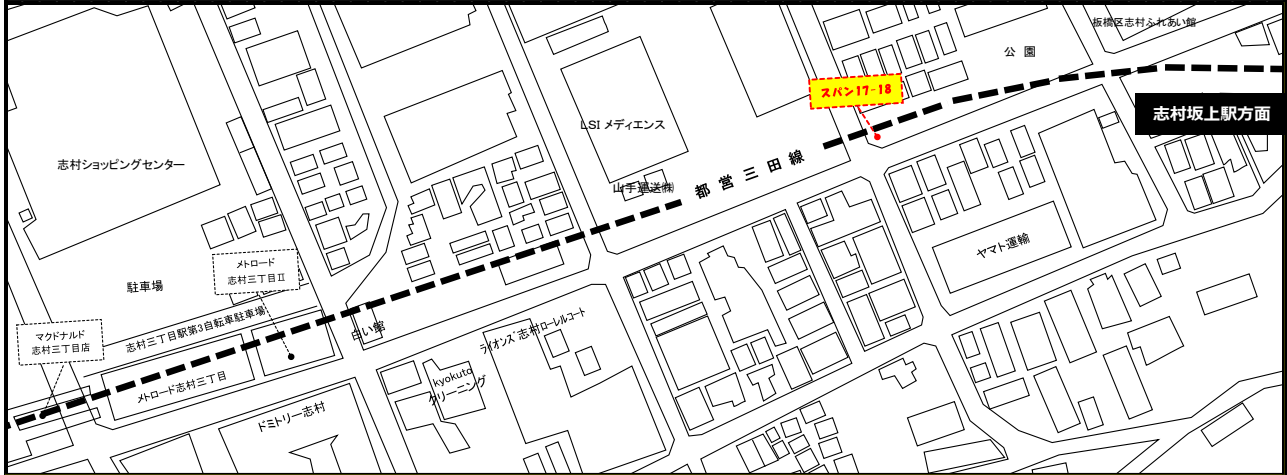 板橋区志村ふれあい館
公園
スパン17-18
志村坂上駅方面
LSI メディエンス
志村ショッピングセンター
山手運送㈱
都営三田線
ヤマト運輸
メトロード
志村三丁目Ⅱ
駐車場
志村三丁目駅第3自転車駐車場
白い館
マクドナルド
志村三丁目店
ライオンズ志村ローレルコート
メトロード志村三丁目
kyokuto
クリーニング
ドミトリー志村